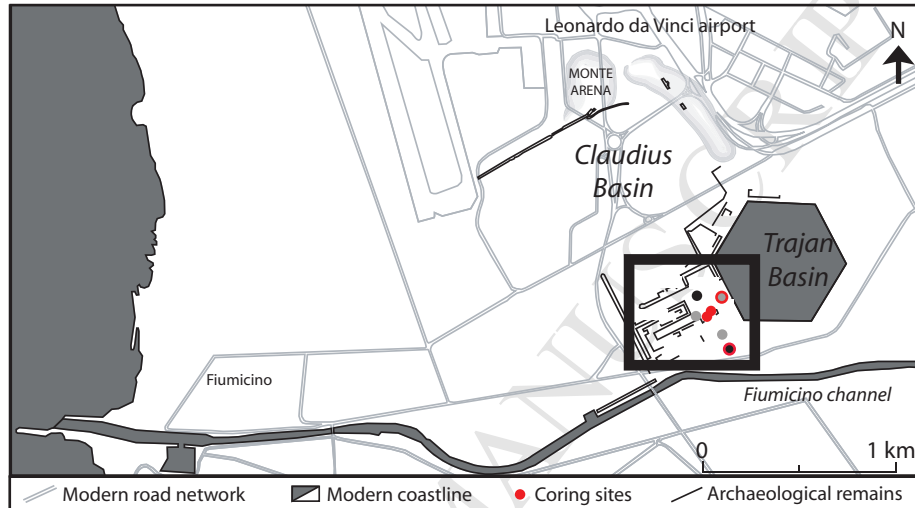 Leonardo da Vinci airport
N
MONTE
ARENA
Claudius
Basin
Trajan
Basin
Fiumicino
Fiumicino channel
0 1 km
Modern road network Modern coastline Coring sites Archaeological remains